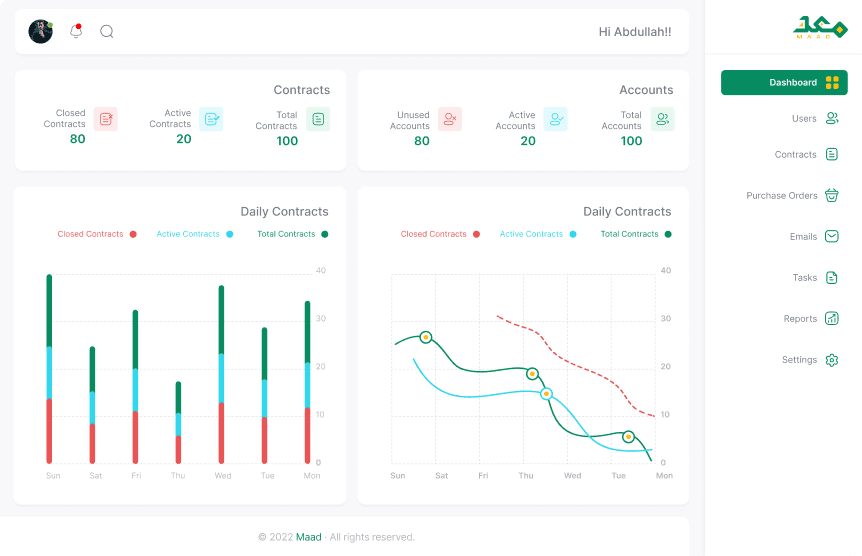 Hi Abdullah!!
معاد
MAAD
Dashboard
Users
Contracts
Purchase Orders
Emails
Tasks
Reports
Settings
Contracts
Closed
Contracts
80
Active
Contracts
20
Total
Contracts
100
Accounts
Unused
Accounts
80
Active
Accounts
20
Total
Accounts
100
Daily Contracts
Closed Contracts
Active Contracts
Total Contracts
40
30
20
10
0
Sun Sat Fri Thu Wed Tue Mon
Daily Contracts
Closed Contracts
Active Contracts
Total Contracts
40
30
20
10
0
Sun Sat Fri Thu Wed Tue Mon
© 2022 Maad · All rights reserved.